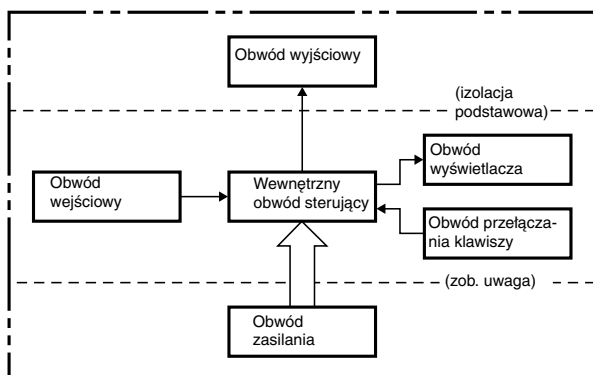 Obwód wyjściowy
(izolacja
podstawowa)
Obwód
wejściowy
Wewnętrzny
obwód sterujący
Obwód
wyświetlacza
Obwód przełącza-
nia klawiszy
(zob. uwaga)
Obwód
zasilania